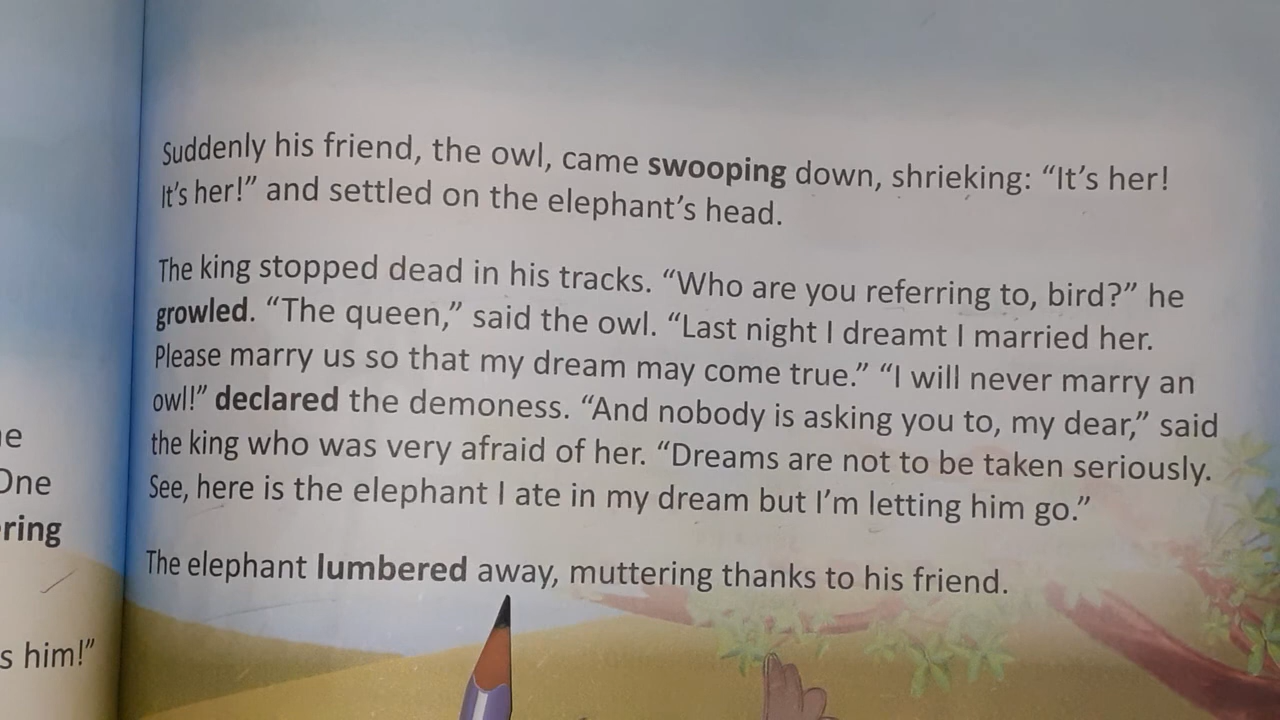 Suddenly his friend, the owl, came swooping down, shrieking: “It’s her!
It’s her!” and settled on the elephant’s head.
The king stopped dead in his tracks. “Who are you referring to, bird?” he
growled. “The queen,” said the owl. “Last night I dreamt I married her.
Please marry us so that my dream may come true.” “I will never marry an
owl!” declared the demoness. “And nobody is asking you to, my dear,” said
the king who was very afraid of her. “Dreams are not to be taken seriously.
See, here is the elephant I ate in my dream but I’m letting him go.”
The elephant lumbered away, muttering thanks to his friend.
One
him!”